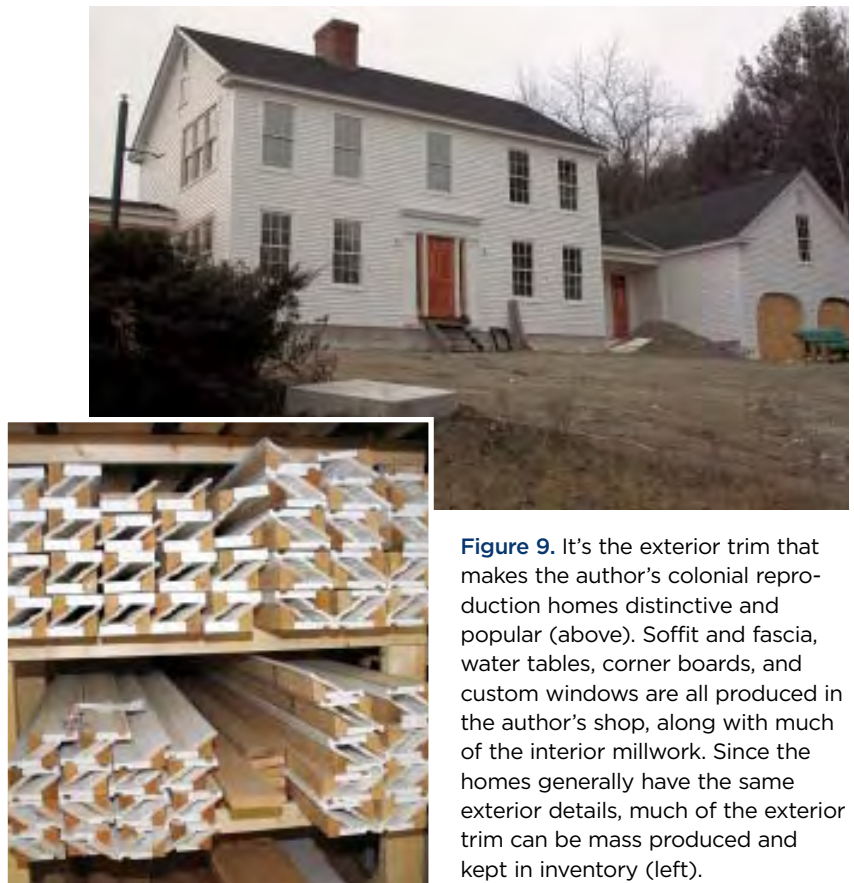 Figure 9. It’s the exterior trim that
makes the author’s colonial repro-
duction homes distinctive and
popular (above). Soffit and fascia,
water tables, corner boards, and
custom windows are all produced in
the author’s shop, along with much
of the interior millwork. Since the
homes generally have the same
exterior details, much of the exterior
trim can be mass produced and
kept in inventory (left).